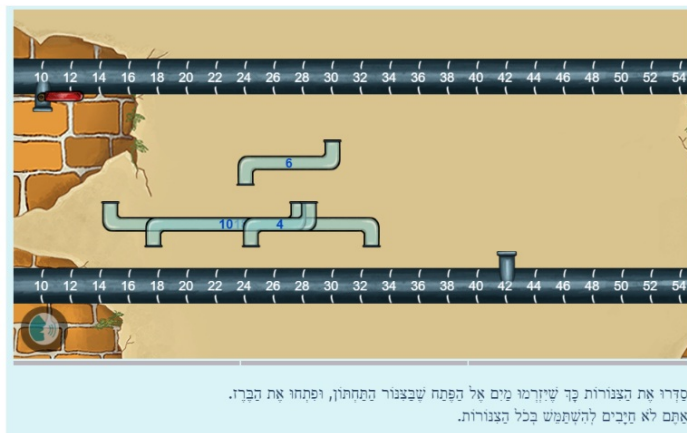 10 12 14 16 18 20 22 24 26 28 30 32 34 36 38 40 42 44 46 48 50 52 54
6
10 4
10 12 14 16 18 20 22 24 26 28 30 32 34 36 38 40 42 44 46 48 50 52 54
סַדְּרוּ אֶת הַצִּנּוֹרוֹת כָּךְ שֶׁיִּזְרְמוּ מַיִם אֶל הַפֶּתַח שֶׁבַּצִּנּוֹר הַתַּחְתּוֹן, וּפִתְחוּ אֶת הַבֶּרֶז.
אַתֶּם לֹא חַיָּבִים לְהִשְׁתַּמֵּשׁ בְּכֹל הַצִּנּוֹרוֹת.